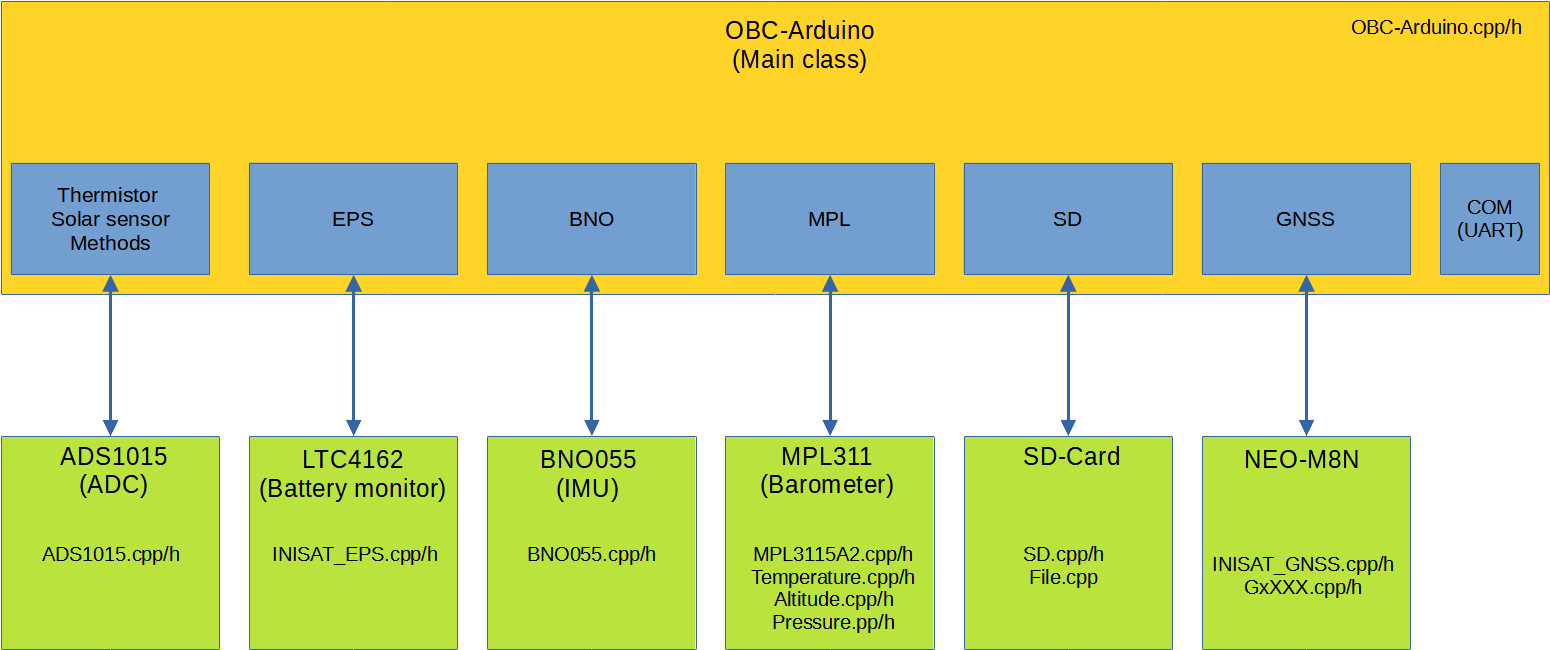 OBC-Arduino
(Main class)
OBC-Arduino.cpp/h
Thermistor
Solar sensor
Methods
EPS
BNO
MPL
SD
GNSS
COM
(UART)
ADS1015
(ADC)
ADS1015.cpp/h
LTC4162
(Battery monitor)
INISAT_EPS.cpp/h
BNO055
(IMU)
BNO055.cpp/h
MPL311
(Barometer)
MPL3115A2.cpp/h
Temperature.cpp/h
Altitude.cpp/h
Pressure.pp/h
SD-Card
SD.cpp/h
File.cpp
NEO-M8N
INISAT_GNSS.cpp/h
GxXXX.cpp/h